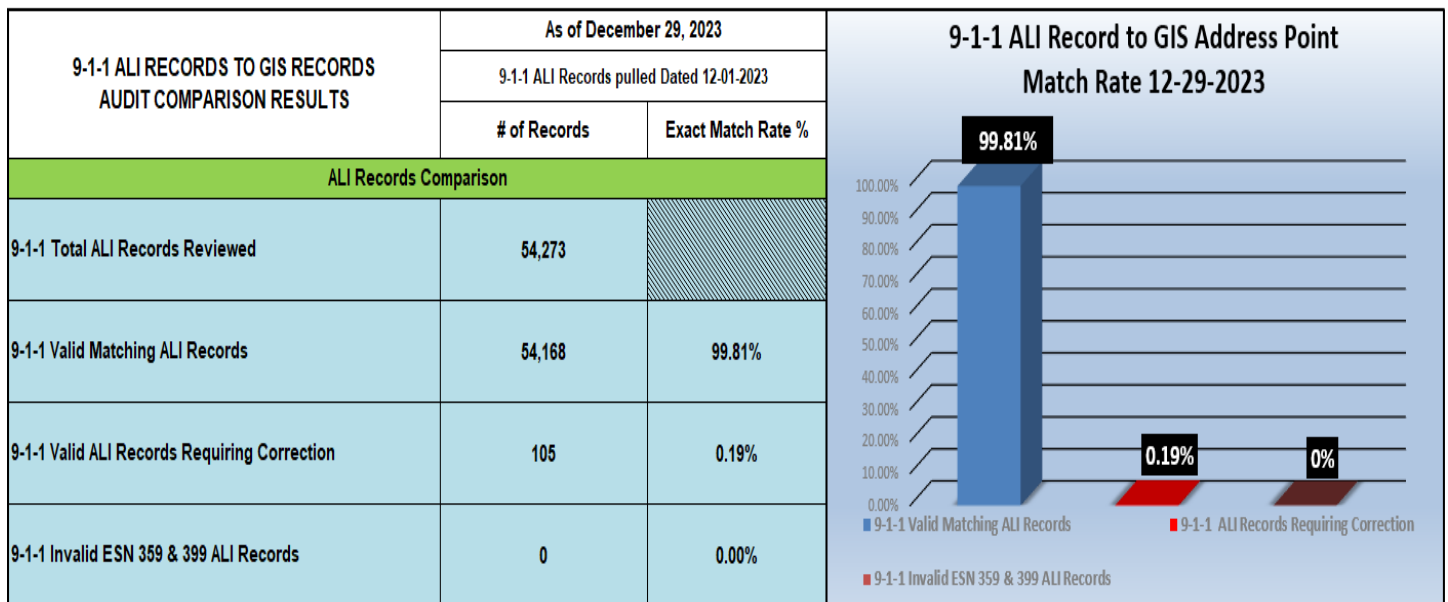 9-1-1 ALI RECORDS TO GIS RECORDS
AUDIT COMPARISON RESULTS
As of December 29, 2023
9-1-1 ALI Records pulled Dated 12-01-2023
# of Records
Exact Match Rate %
ALI Records Comparison
9-1-1 Total ALI Records Reviewed
54,273
9-1-1 Valid Matching ALI Records
54,168
99.81%
9-1-1 Valid ALI Records Requiring Correction
105
0.19%
9-1-1 Invalid ESN 359 & 399 ALI Records
0
0.00%
9-1-1 ALI Record to GIS Address Point
Match Rate 12-29-2023
99.81%
100.00%
90.00%
80.00%
70.00%
60.00%
50.00%
40.00%
30.00%
20.00%
10.00%
0.00%
0.19%
0%
9-1-1 Valid Matching ALI Records
9-1-1 ALI Records Requiring Correction
9-1-1 Invalid ESN 359 & 399 ALI Records